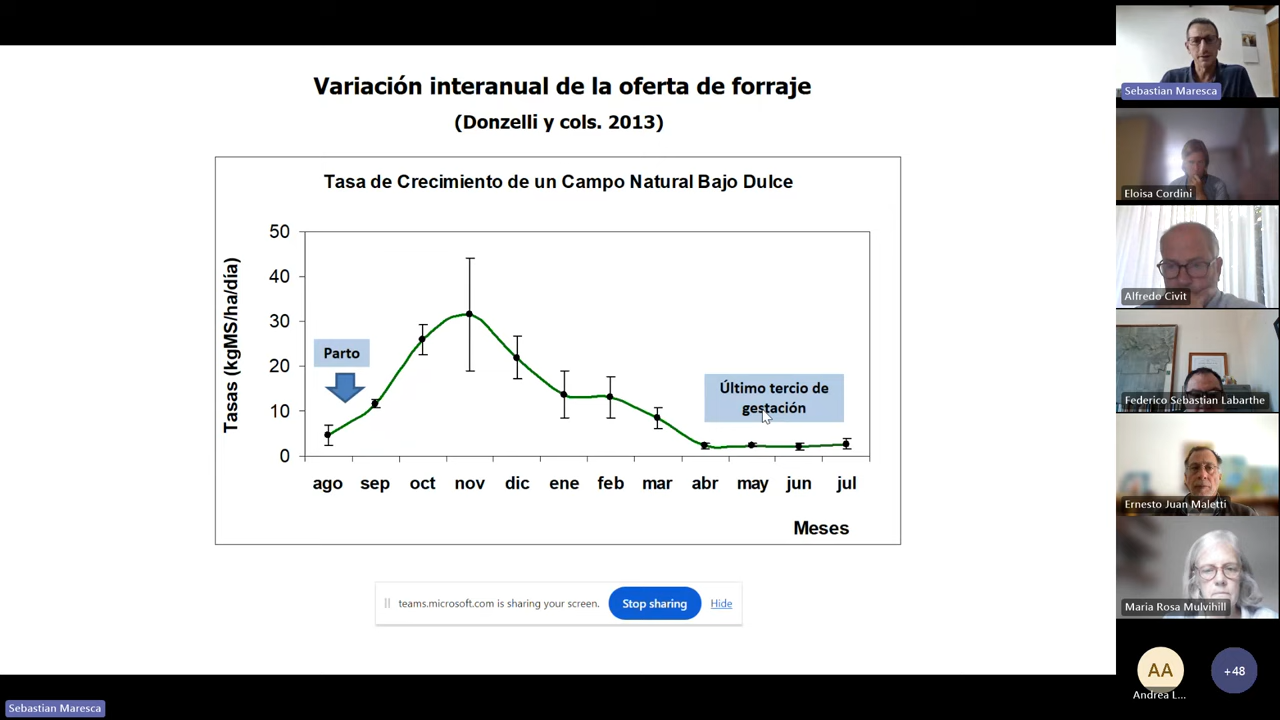 Variación interanual de la oferta de forraje
(Donzelli y cols. 2013)
Tasa de Crecimiento de un Campo Natural Bajo Dulce
Tasas (kgMS/ha/día)
50
40
30
20
10
0
Parto
Último tercio de
gestación
ago sep oct nov dic ene feb mar abr may jun jul
Meses
teams.microsoft.com is sharing your screen. Stop sharing Hide
Sebastian Maresca
Sebastian Maresca
Eloisa Cordini
Alfredo Civit
Federico Sebastian Labarthe
Ernesto Juan Maletti
Maria Rosa Mulvihill
AA
+48
Andrea L...